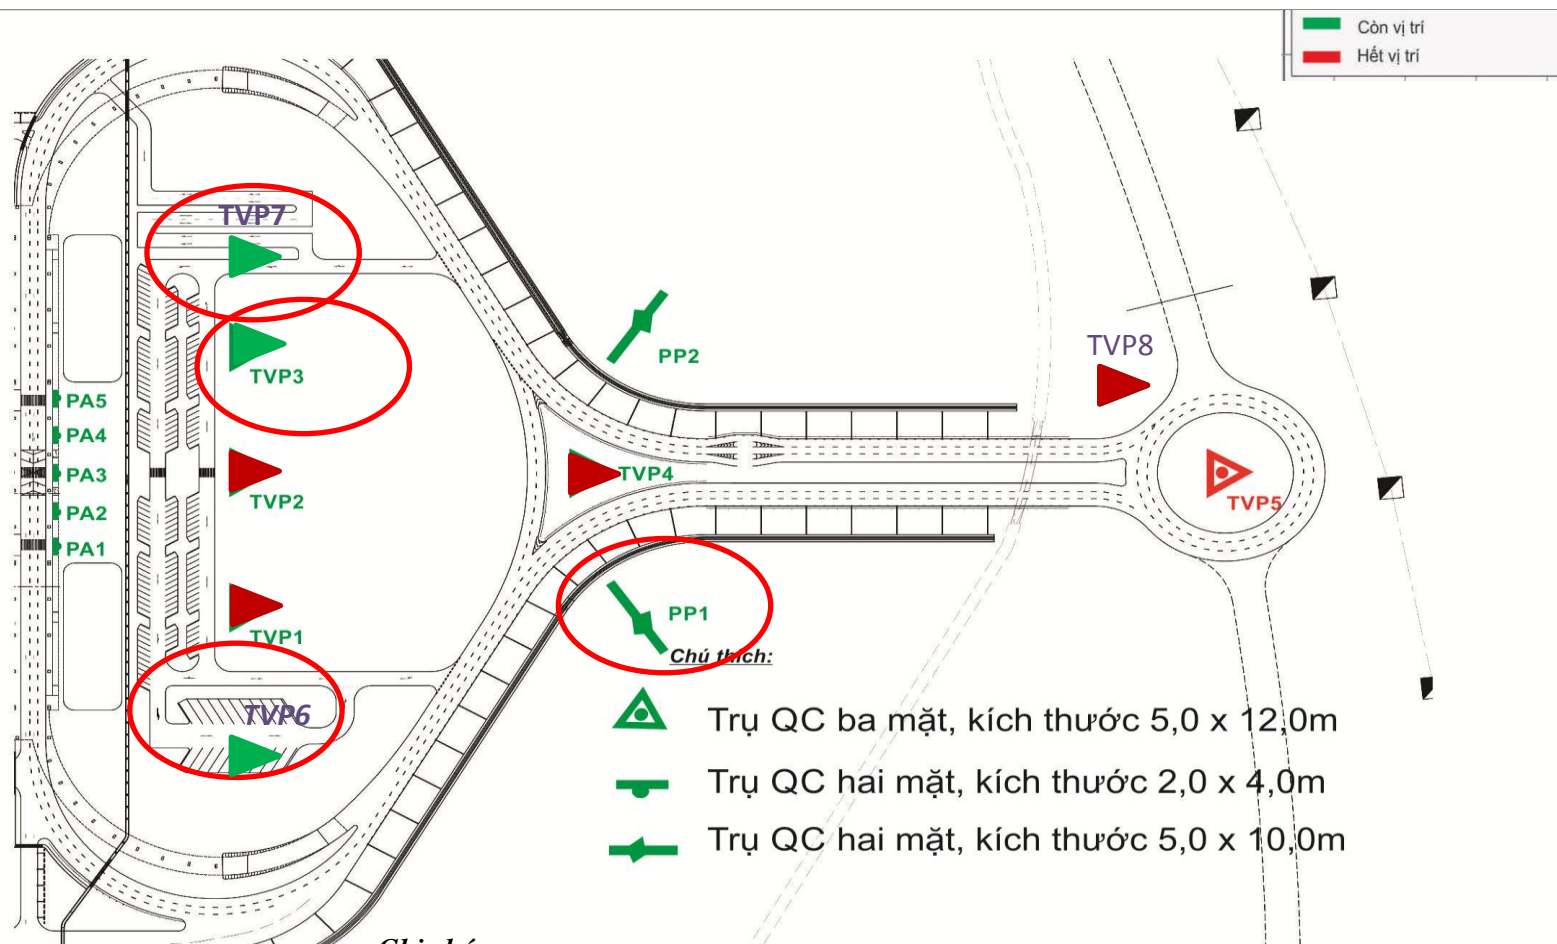 Còn vị trí
Hết vị trí
TVP7
TVP8
PP2
TVP3
PA5
PA4
PA3
TVP4
TVP2
TVP5
PA2
PA1
PP1
TVP1
Chú thích:
TVP6
Trụ QC ba mặt, kích thước 5,0 x 12,0m
Trụ QC hai mặt, kích thước 2,0 x 4,0m
Trụ QC hai mặt, kích thước 5,0 x 10,0m